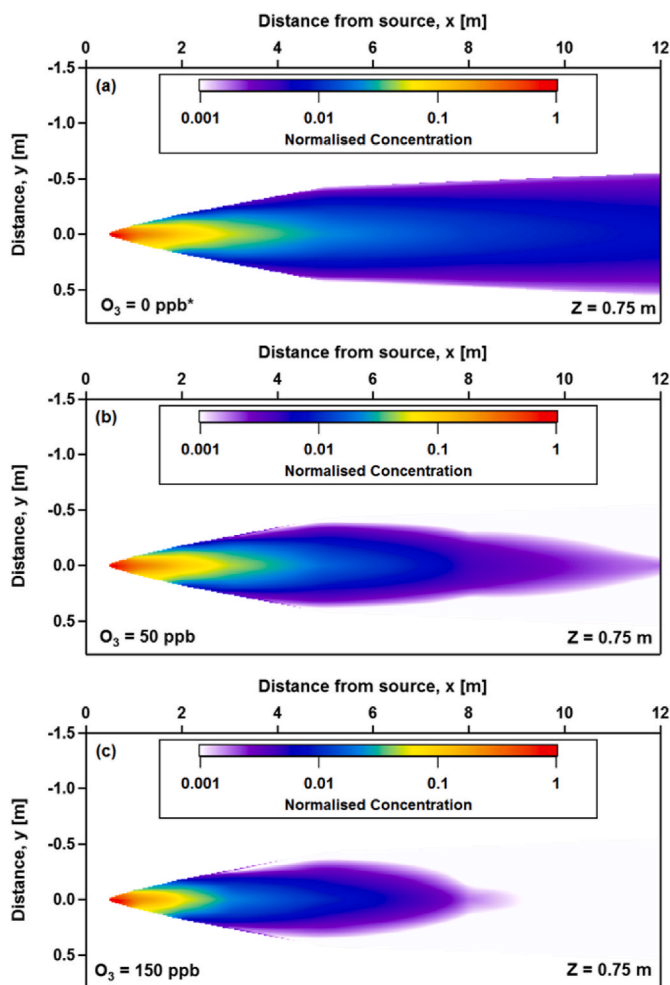 Distance from source, x [m]
0 2 4 6 8 10 12
-1.5
-1.0
-0.5
0.0
0.5
Distance, y [m]
(a)
0.001 0.01 0.1 1
Normalised Concentration
O₃ = 0 ppb* Z = 0.75 m
Distance from source, x [m]
0 2 4 6 8 10 12
-1.5
-1.0
-0.5
0.0
0.5
Distance, y [m]
(b)
0.001 0.01 0.1 1
Normalised Concentration
O₃ = 50 ppb Z = 0.75 m
Distance from source, x [m]
0 2 4 6 8 10 12
-1.5
-1.0
-0.5
0.0
0.5
Distance, y [m]
(c)
0.001 0.01 0.1 1
Normalised Concentration
O₃ = 150 ppb Z = 0.75 m